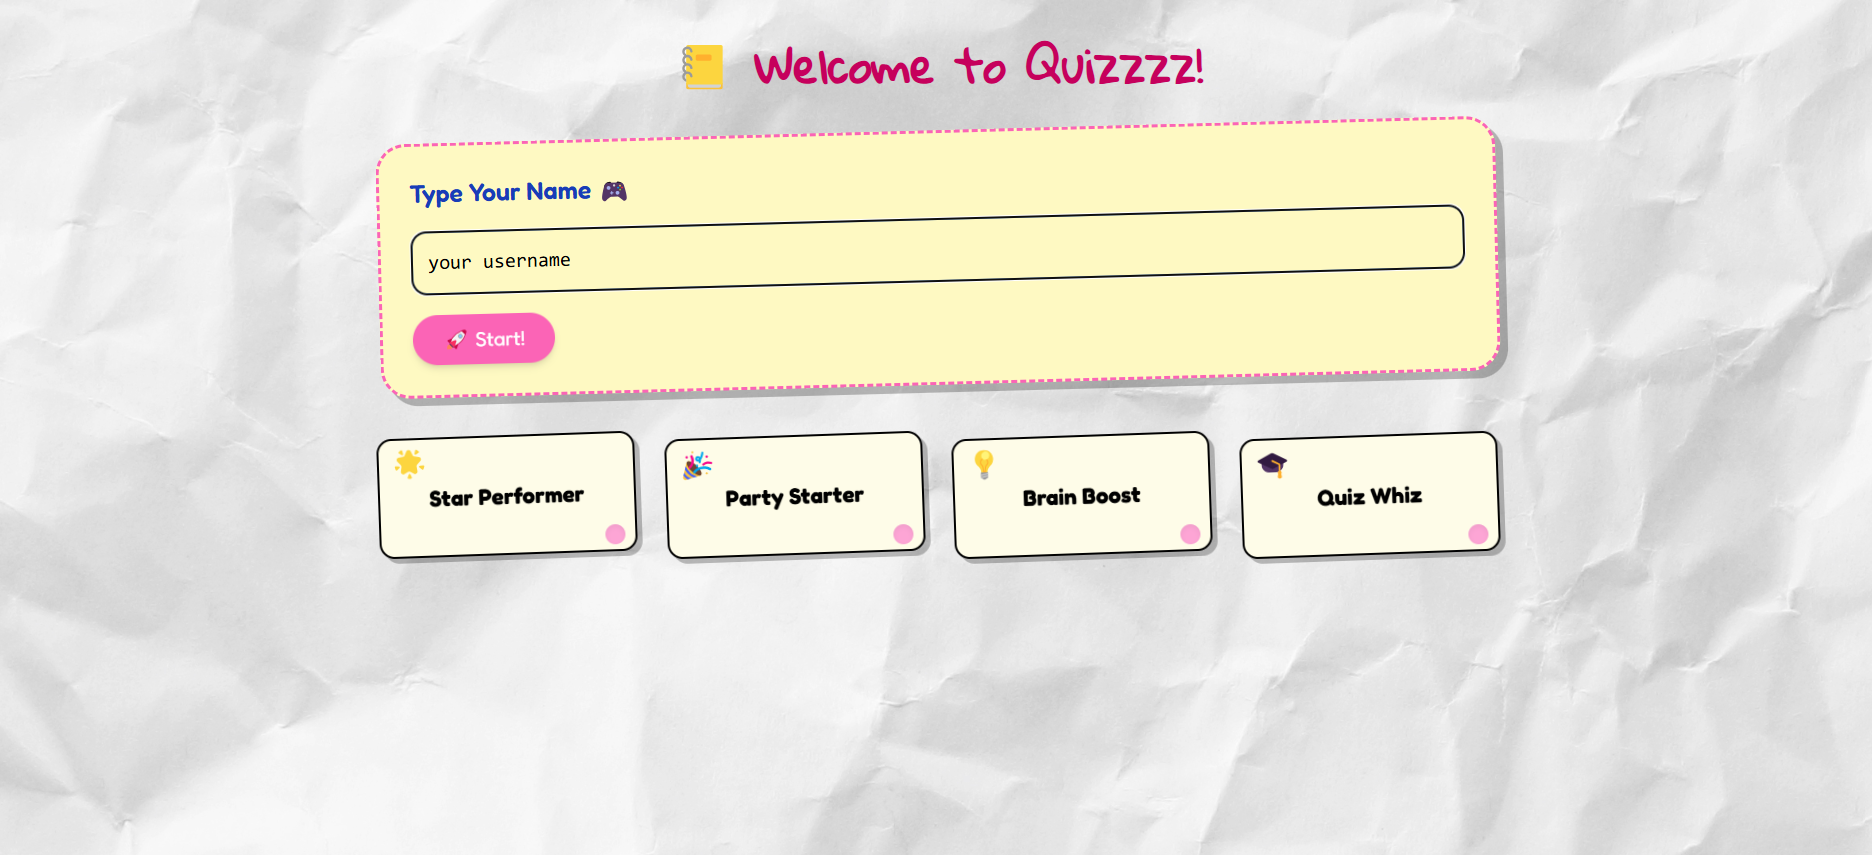 Welcome to Quizzzz!
Type Your Name
your username
Start!
Star Performer
Party Starter
Brain Boost
Quiz Whiz